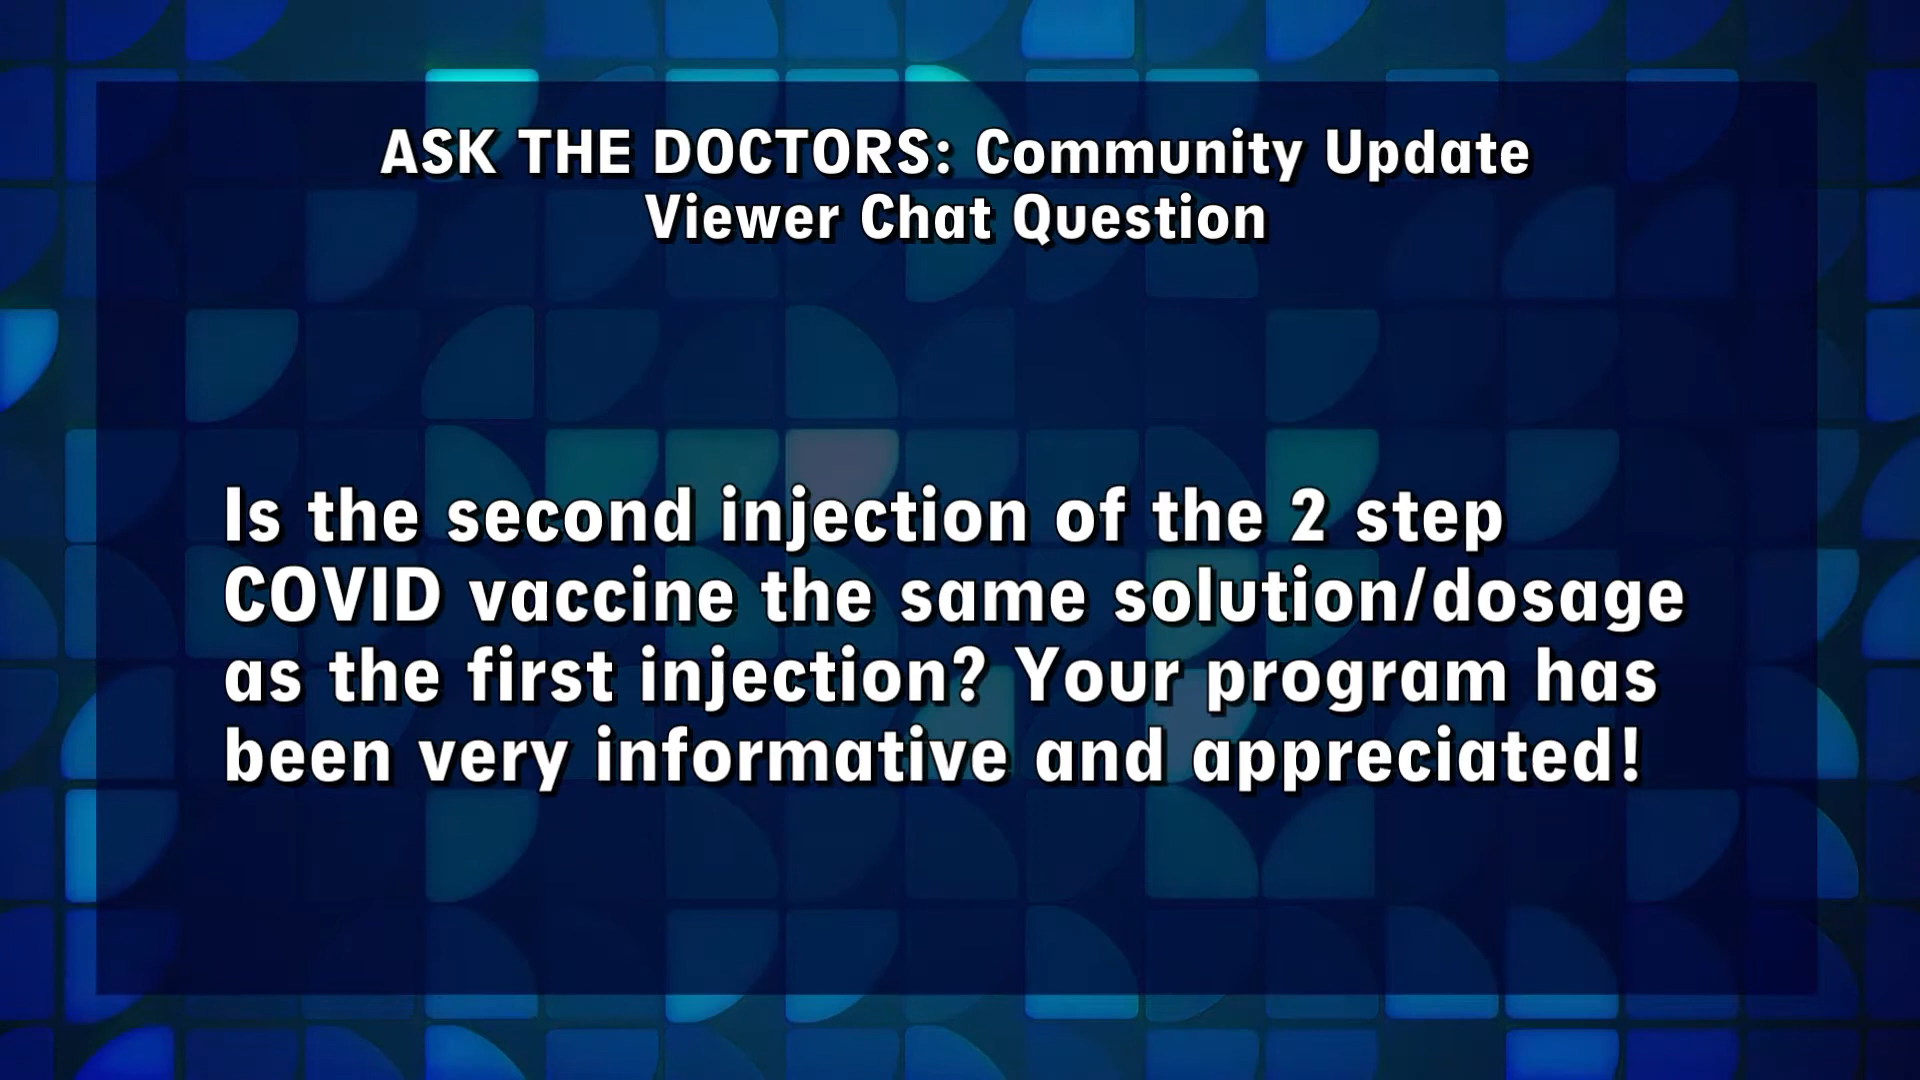 ASK THE DOCTORS: Community Update
Viewer Chat Question
Is the second injection of the 2 step
COVID vaccine the same solution/dosage
as the first injection? Your program has
been very informative and appreciated!